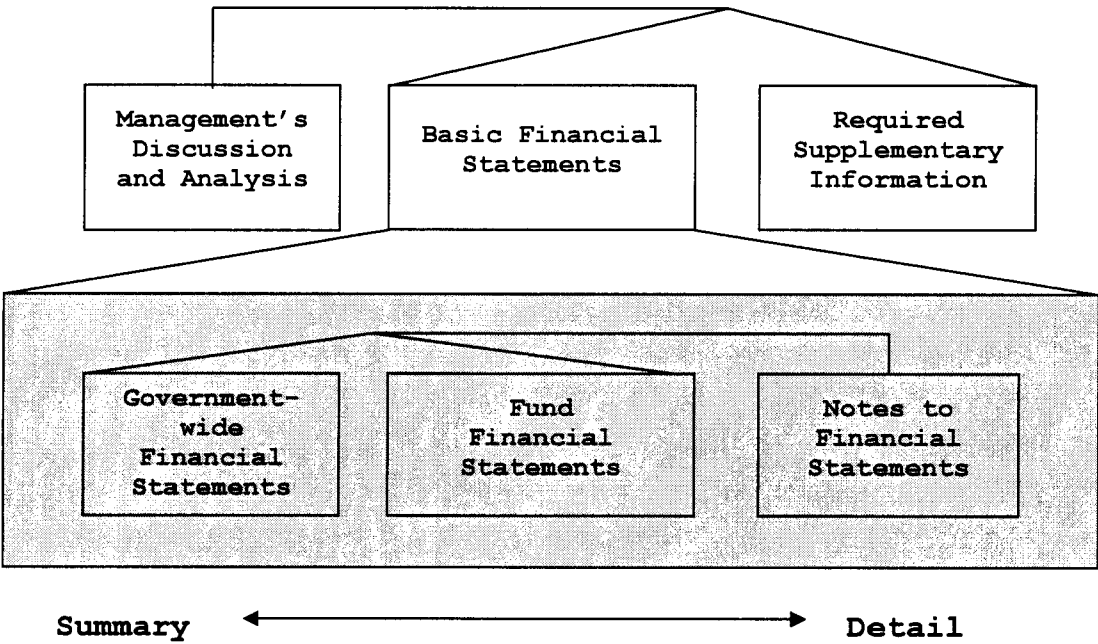 Management's
Discussion
and Analysis
Basic Financial
Statements
Required
Supplementary
Information
Government-
wide
Financial
Statements
Fund
Financial
Statements
Notes to
Financial
Statements
Summary
Detail